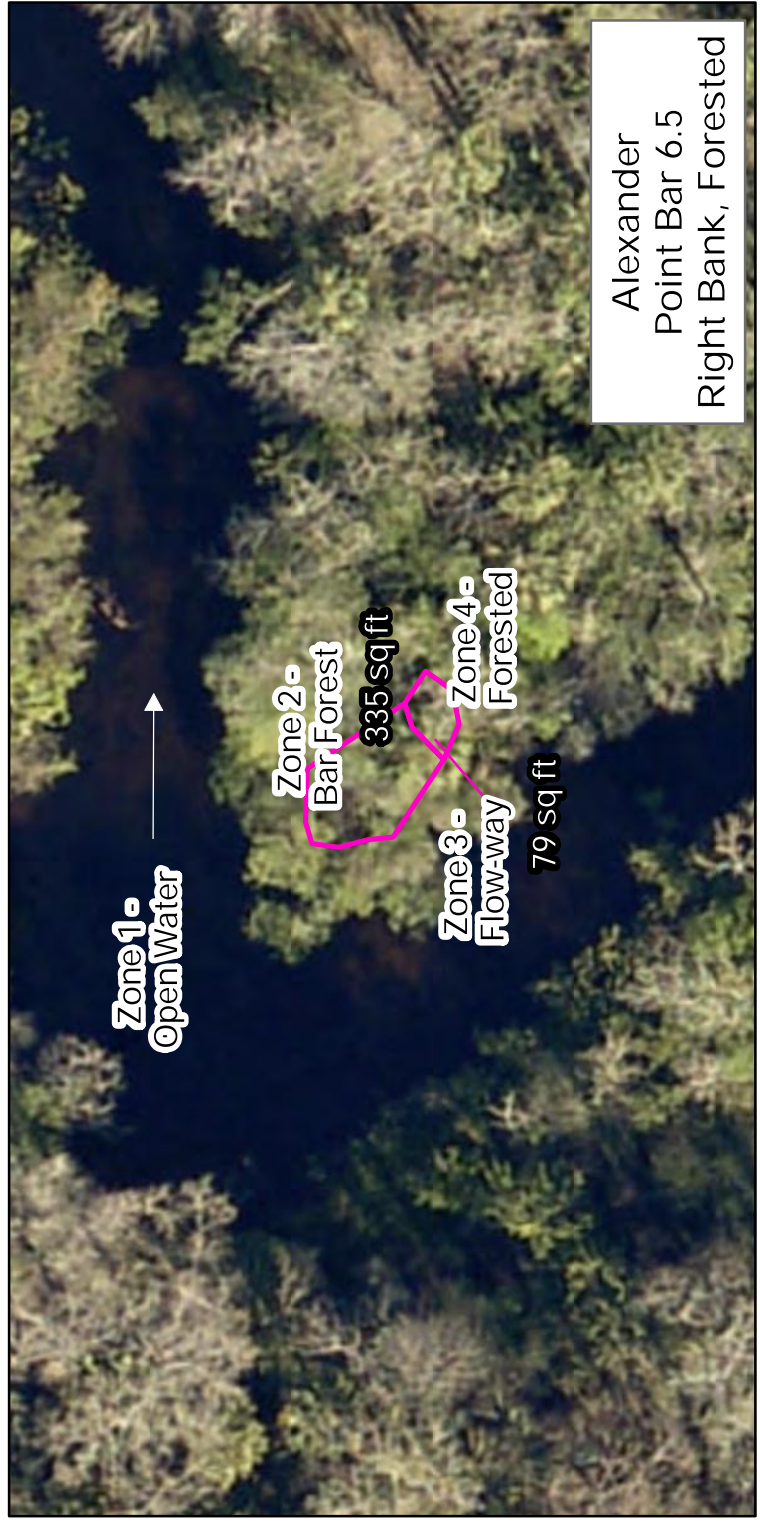 Zone 1 -
Open Water
Zone 2 -
Bar Forest
335 sq ft
Zone 3 -
Flow-way
79 sq ft
Zone 4 -
Forested
Alexander
Point Bar 6.5
Right Bank, Forested